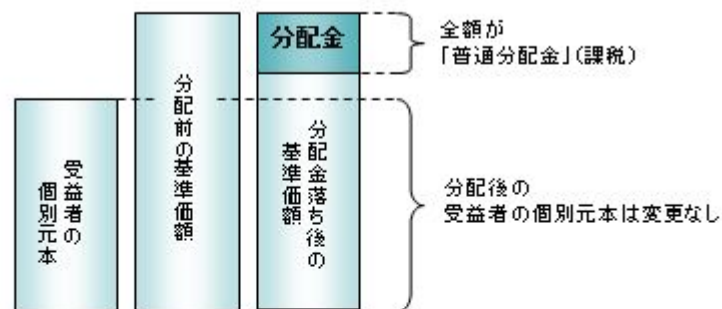 受益者の
個別元本
分配前の基準価額
分配金
分配金落ち後の
基準価額
全額が
「普通分配金」(課税)
分配後の
受益者の個別元本は変更なし